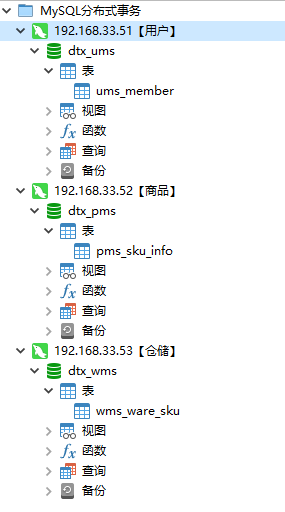 MySQL分布式事务
192.168.33.51【用户】
dtx_ums
表
ums_member
视图
函数
查询
备份
192.168.33.52【商品】
dtx_pms
表
pms_sku_info
视图
函数
查询
备份
192.168.33.53【仓储】
dtx_wms
表
wms_ware_sku
视图
函数
查询
备份